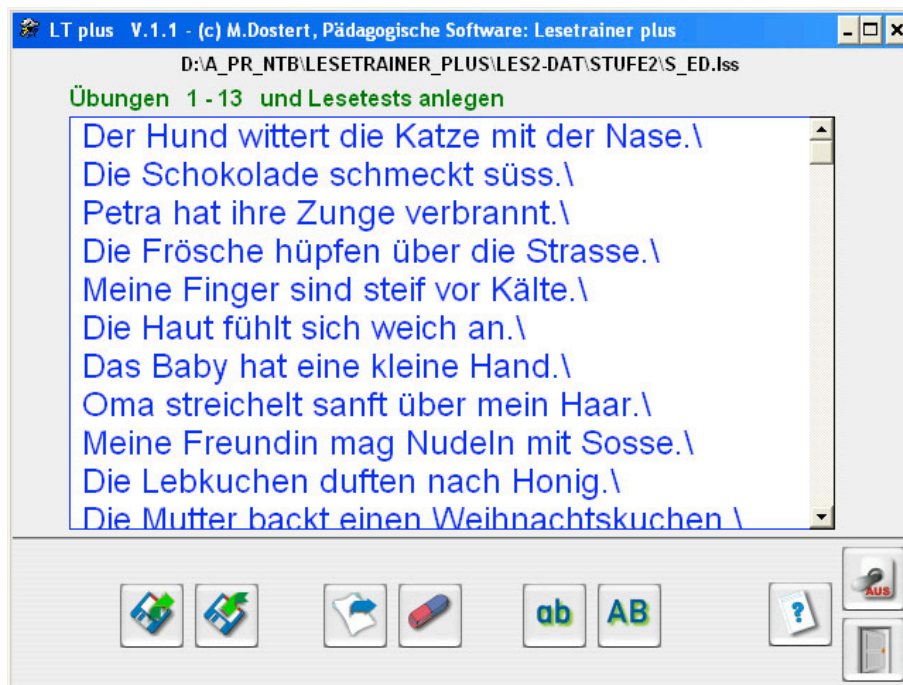 LT plus V.1.1 - (c) M.Dostert, Pädagogische Software: Lesetrainer plus
D:\A_PR_NTB\LESETRAINER_PLUS\LES2-DAT\STUFE2\S_ED.lss
Übungen 1 - 13 und Lesetests anlegen
Der Hund wittert die Katze mit der Nase.\
Die Schokolade schmeckt süss.\
Petra hat ihre Zunge verbrannt.\
Die Frösche hüpfen über die Strasse.\
Meine Finger sind steif vor Kälte.\
Die Haut fühlt sich weich an.\
Das Baby hat eine kleine Hand.\
Oma streichelt sanft über mein Haar.\
Meine Freundin mag Nudeln mit Sosse.\
Die Lebkuchen duften nach Honig.\
Die Mutter backt einen Weihnachtskuchen.\
ab AB ? AUS